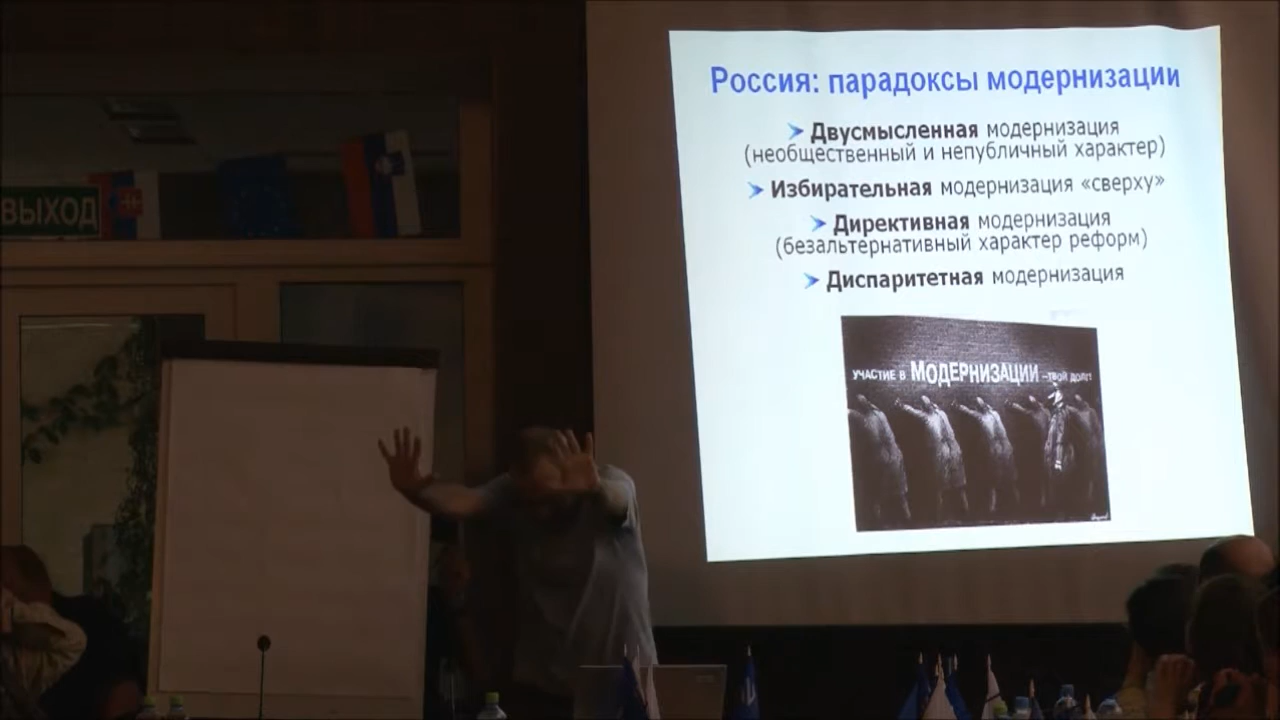 Россия: парадоксы модернизации
Двусмысленная модернизация
(необщественный и непубличный характер)
Избирательная модернизация «сверху»
Директивная модернизация
(безальтернативный характер реформ)
Диспаритетная модернизация
УЧАСТИЕ В МОДЕРНИЗАЦИИ – ТВОЙ ДОЛГ!
ВЫХОД